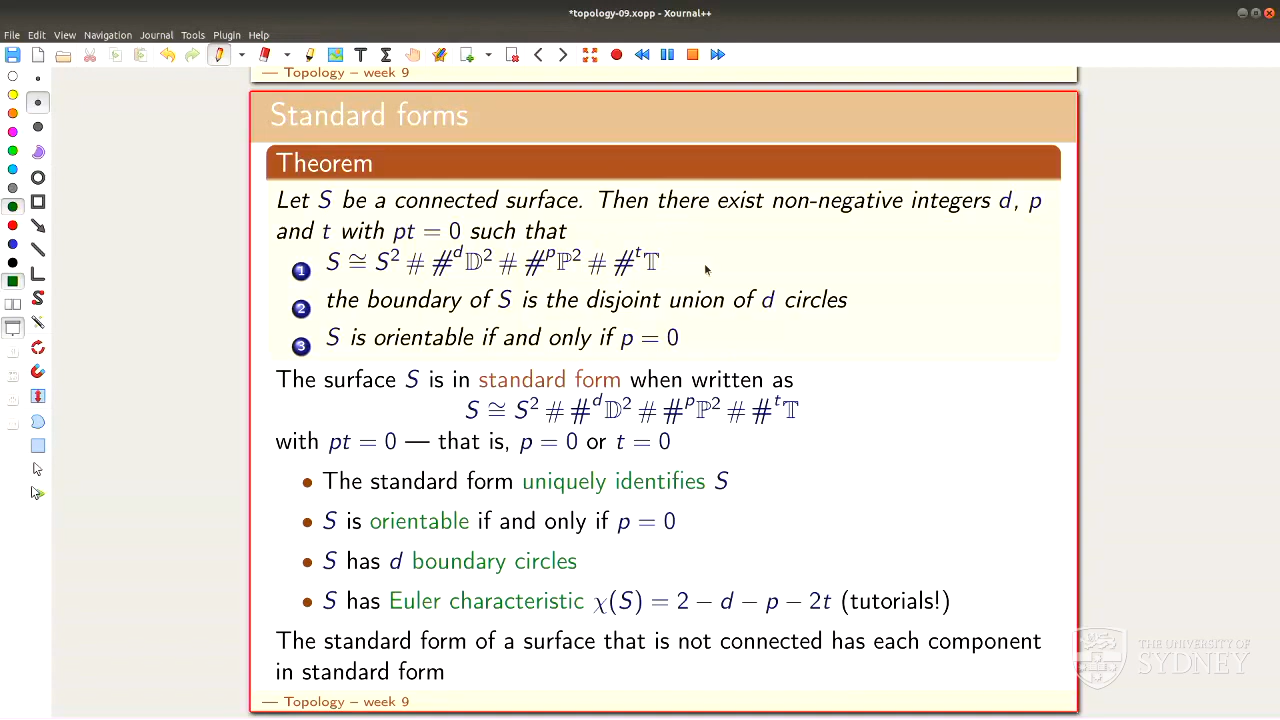 *topology-09.xopp - Xournal++
File Edit View Navigation Journal Tools Plugin Help
— Topology – week 9
Standard forms
Theorem
Let S be a connected surface. Then there exist non-negative integers d, p
and t with pt = 0 such that
1 S ≅ S² # #ᵈ𝔻² # #ᵖℙ² # #ᵗ𝕋
2 the boundary of S is the disjoint union of d circles
3 S is orientable if and only if p = 0
The surface S is in standard form when written as
S ≅ S² # #ᵈ𝔻² # #ᵖℙ² # #ᵗ𝕋
with pt = 0 — that is, p = 0 or t = 0
• The standard form uniquely identifies S
• S is orientable if and only if p = 0
• S has d boundary circles
• S has Euler characteristic χ(S) = 2 − d − p − 2t (tutorials!)
The standard form of a surface that is not connected has each component
in standard form
— Topology – week 9
THE UNIVERSITY OF
SYDNEY